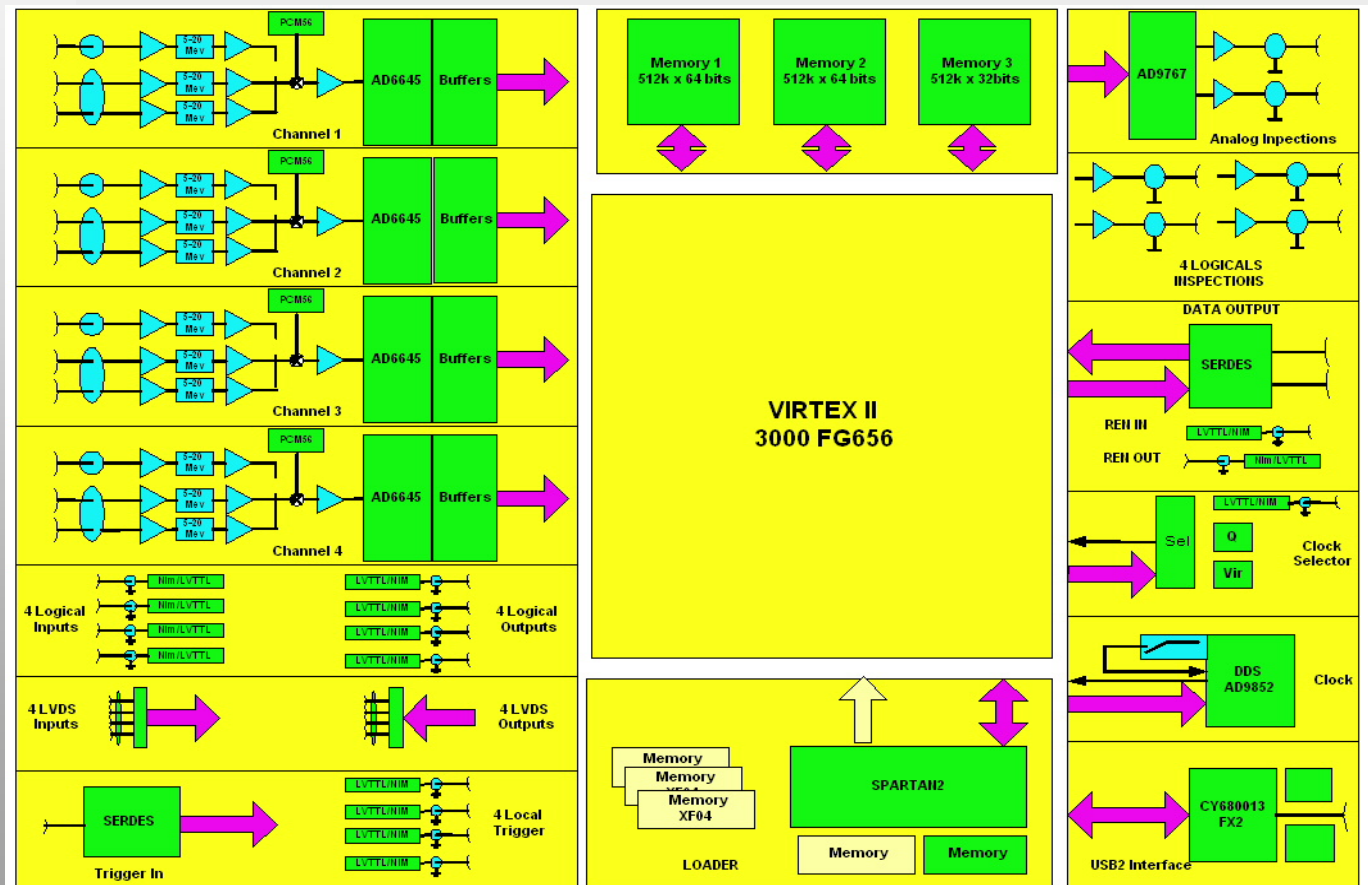 PCM56
5-20
Mev
5-20
Mev
5-20
Mev
AD6645
Buffers
Channel 1
PCM56
5-20
Mev
5-20
Mev
5-20
Mev
AD6645
Buffers
Channel 2
PCM56
5-20
Mev
5-20
Mev
5-20
Mev
AD6645
Buffers
Channel 3
PCM56
5-20
Mev
5-20
Mev
5-20
Mev
AD6645
Buffers
Channel 4
4 Logical
Inputs
Nim/LVTTL
Nim/LVTTL
Nim/LVTTL
Nim/LVTTL
LVTTL/NIM
LVTTL/NIM
LVTTL/NIM
LVTTL/NIM
4 Logical
Outputs
4 LVDS
Inputs
4 LVDS
Outputs
SERDES
Trigger In
LVTTL/NIM
LVTTL/NIM
LVTTL/NIM
LVTTL/NIM
4 Local
Trigger
Memory 1
512k x 64 bits
Memory 2
512k x 64 bits
Memory 3
512k x 32bits
VIRTEX II
3000 FG656
Memory
Memory
Memory
XF04
SPARTAN2
Memory
Memory
LOADER
AD9767
Analog Inpections
4 LOGICALS
INSPECTIONS
DATA OUTPUT
SERDES
REN IN
LVTTL/NIM
REN OUT
Nim/LVTTL
Sel
LVTTL/NIM
Q
Vir
Clock
Selector
DDS
AD9852
Clock
CY680013
FX2
USB2 Interface